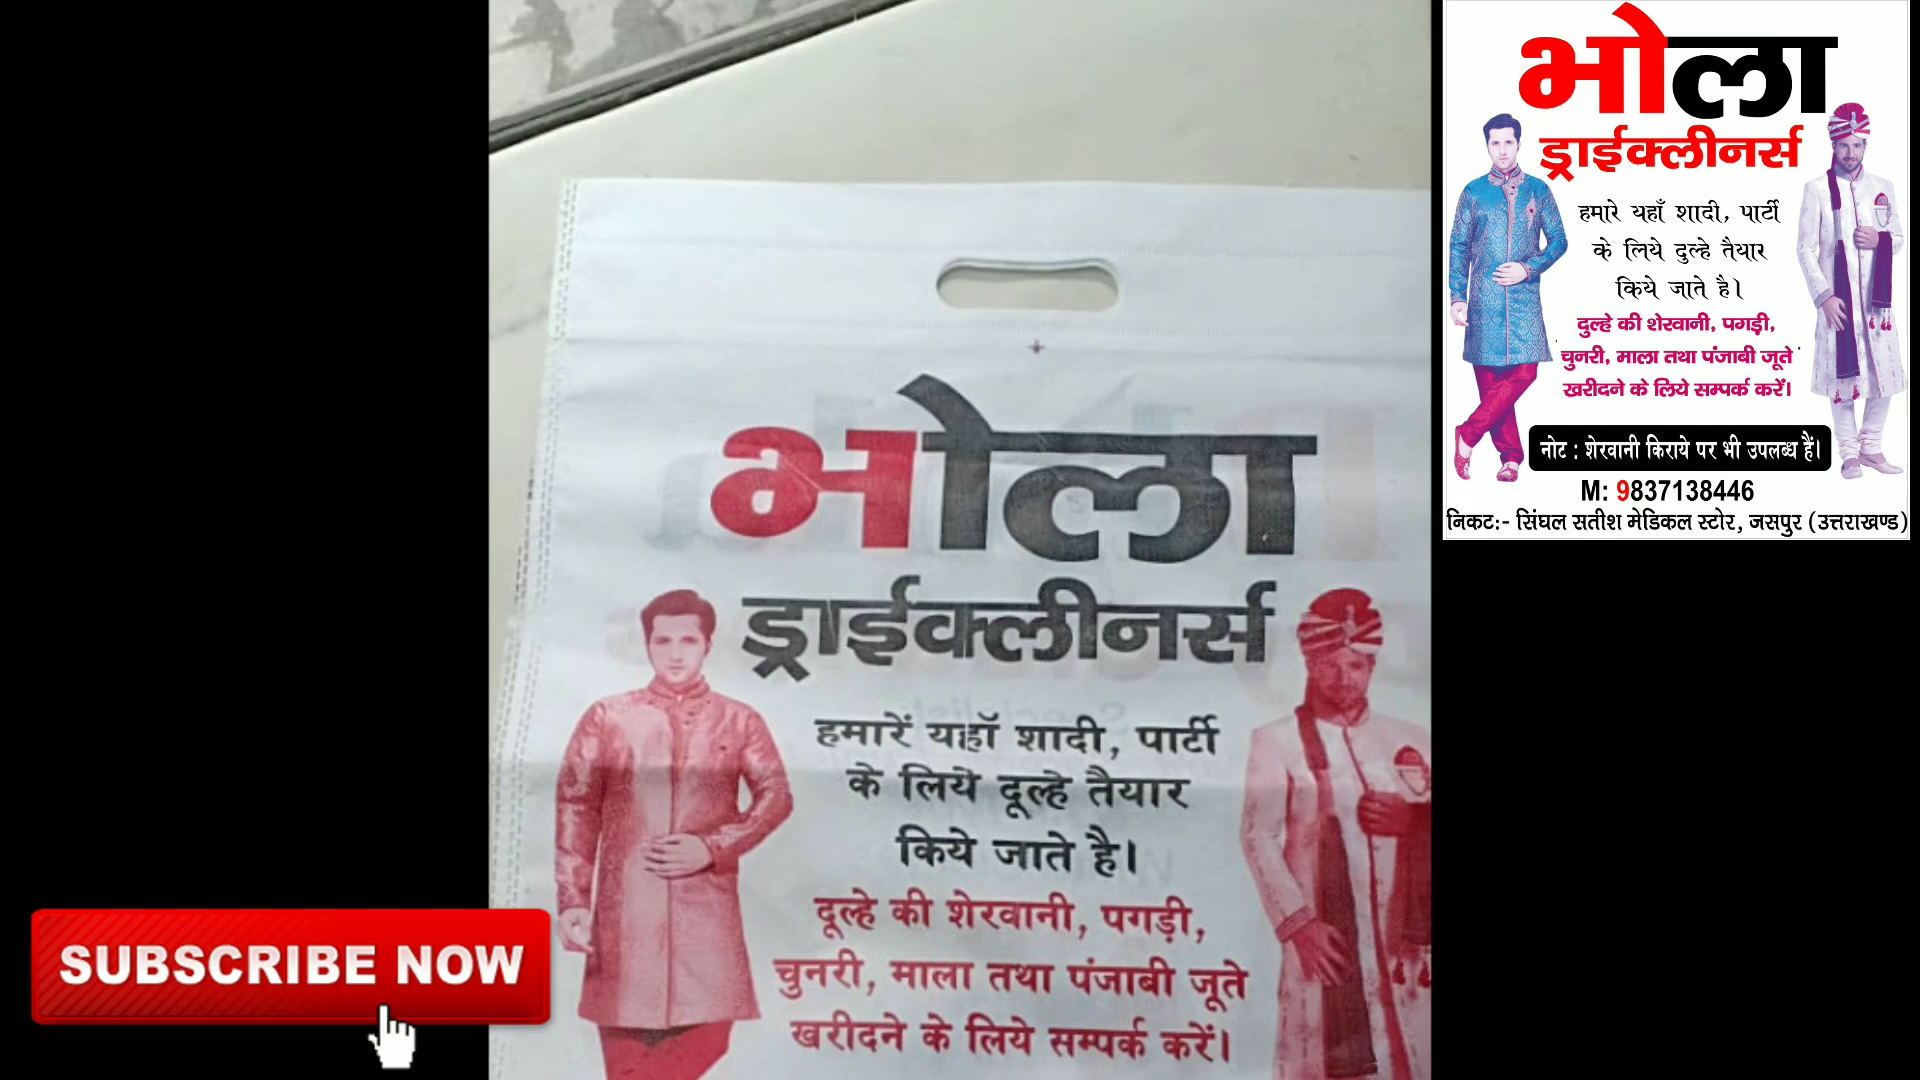 भोला
ड्राईक्लीनर्स
हमारें यहॉ शादी, पार्टी
के लिये दूल्हे तैयार
किये जाते है।
दूल्हे की शेरवानी, पगड़ी,
चुनरी, माला तथा पंजाबी जूते
खरीदने के लिये सम्पर्क करें।
भोला
ड्राईक्लीनर्स
हमारे यहाँ शादी, पार्टी
के लिये दुल्हे तैयार
किये जाते है।
दुल्हे की शेरवानी, पगड़ी,
चुनरी, माला तथा पंजाबी जूते
खरीदने के लिये सम्पर्क करें।
नोट : शेरवानी किराये पर भी उपलब्ध हैं।
M: 9837138446
निकट:- सिंघल सतीश मेडिकल स्टोर, जसपुर (उत्तराखण्ड)
SUBSCRIBE NOW